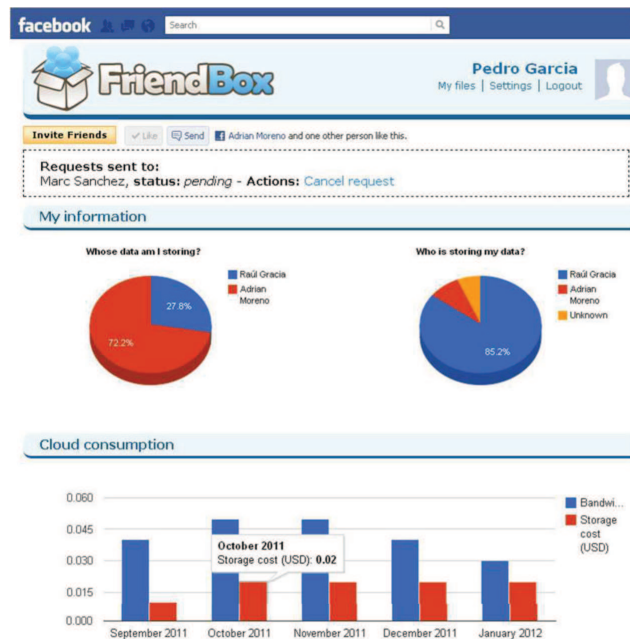 facebook
Search
FriendBox
Pedro Garcia
My files | Settings | Logout
Invite Friends
Like
Send
Adrian Moreno and one other person like this.
Requests sent to:
Marc Sanchez, status: pending - Actions: Cancel request
My information
Whose data am I storing?
Raúl Gracia
Adrian
Moreno
27.8%
72.2%
Who is storing my data?
Raúl Gracia
Adrian
Moreno
Unknown
85.2%
Cloud consumption
0.060
0.045
0.030
0.015
0.000
October 2011
Storage cost (USD): 0.02
Bandwi...
Storage
cost
(USD)
September 2011
October 2011
November 2011
December 2011
January 2012